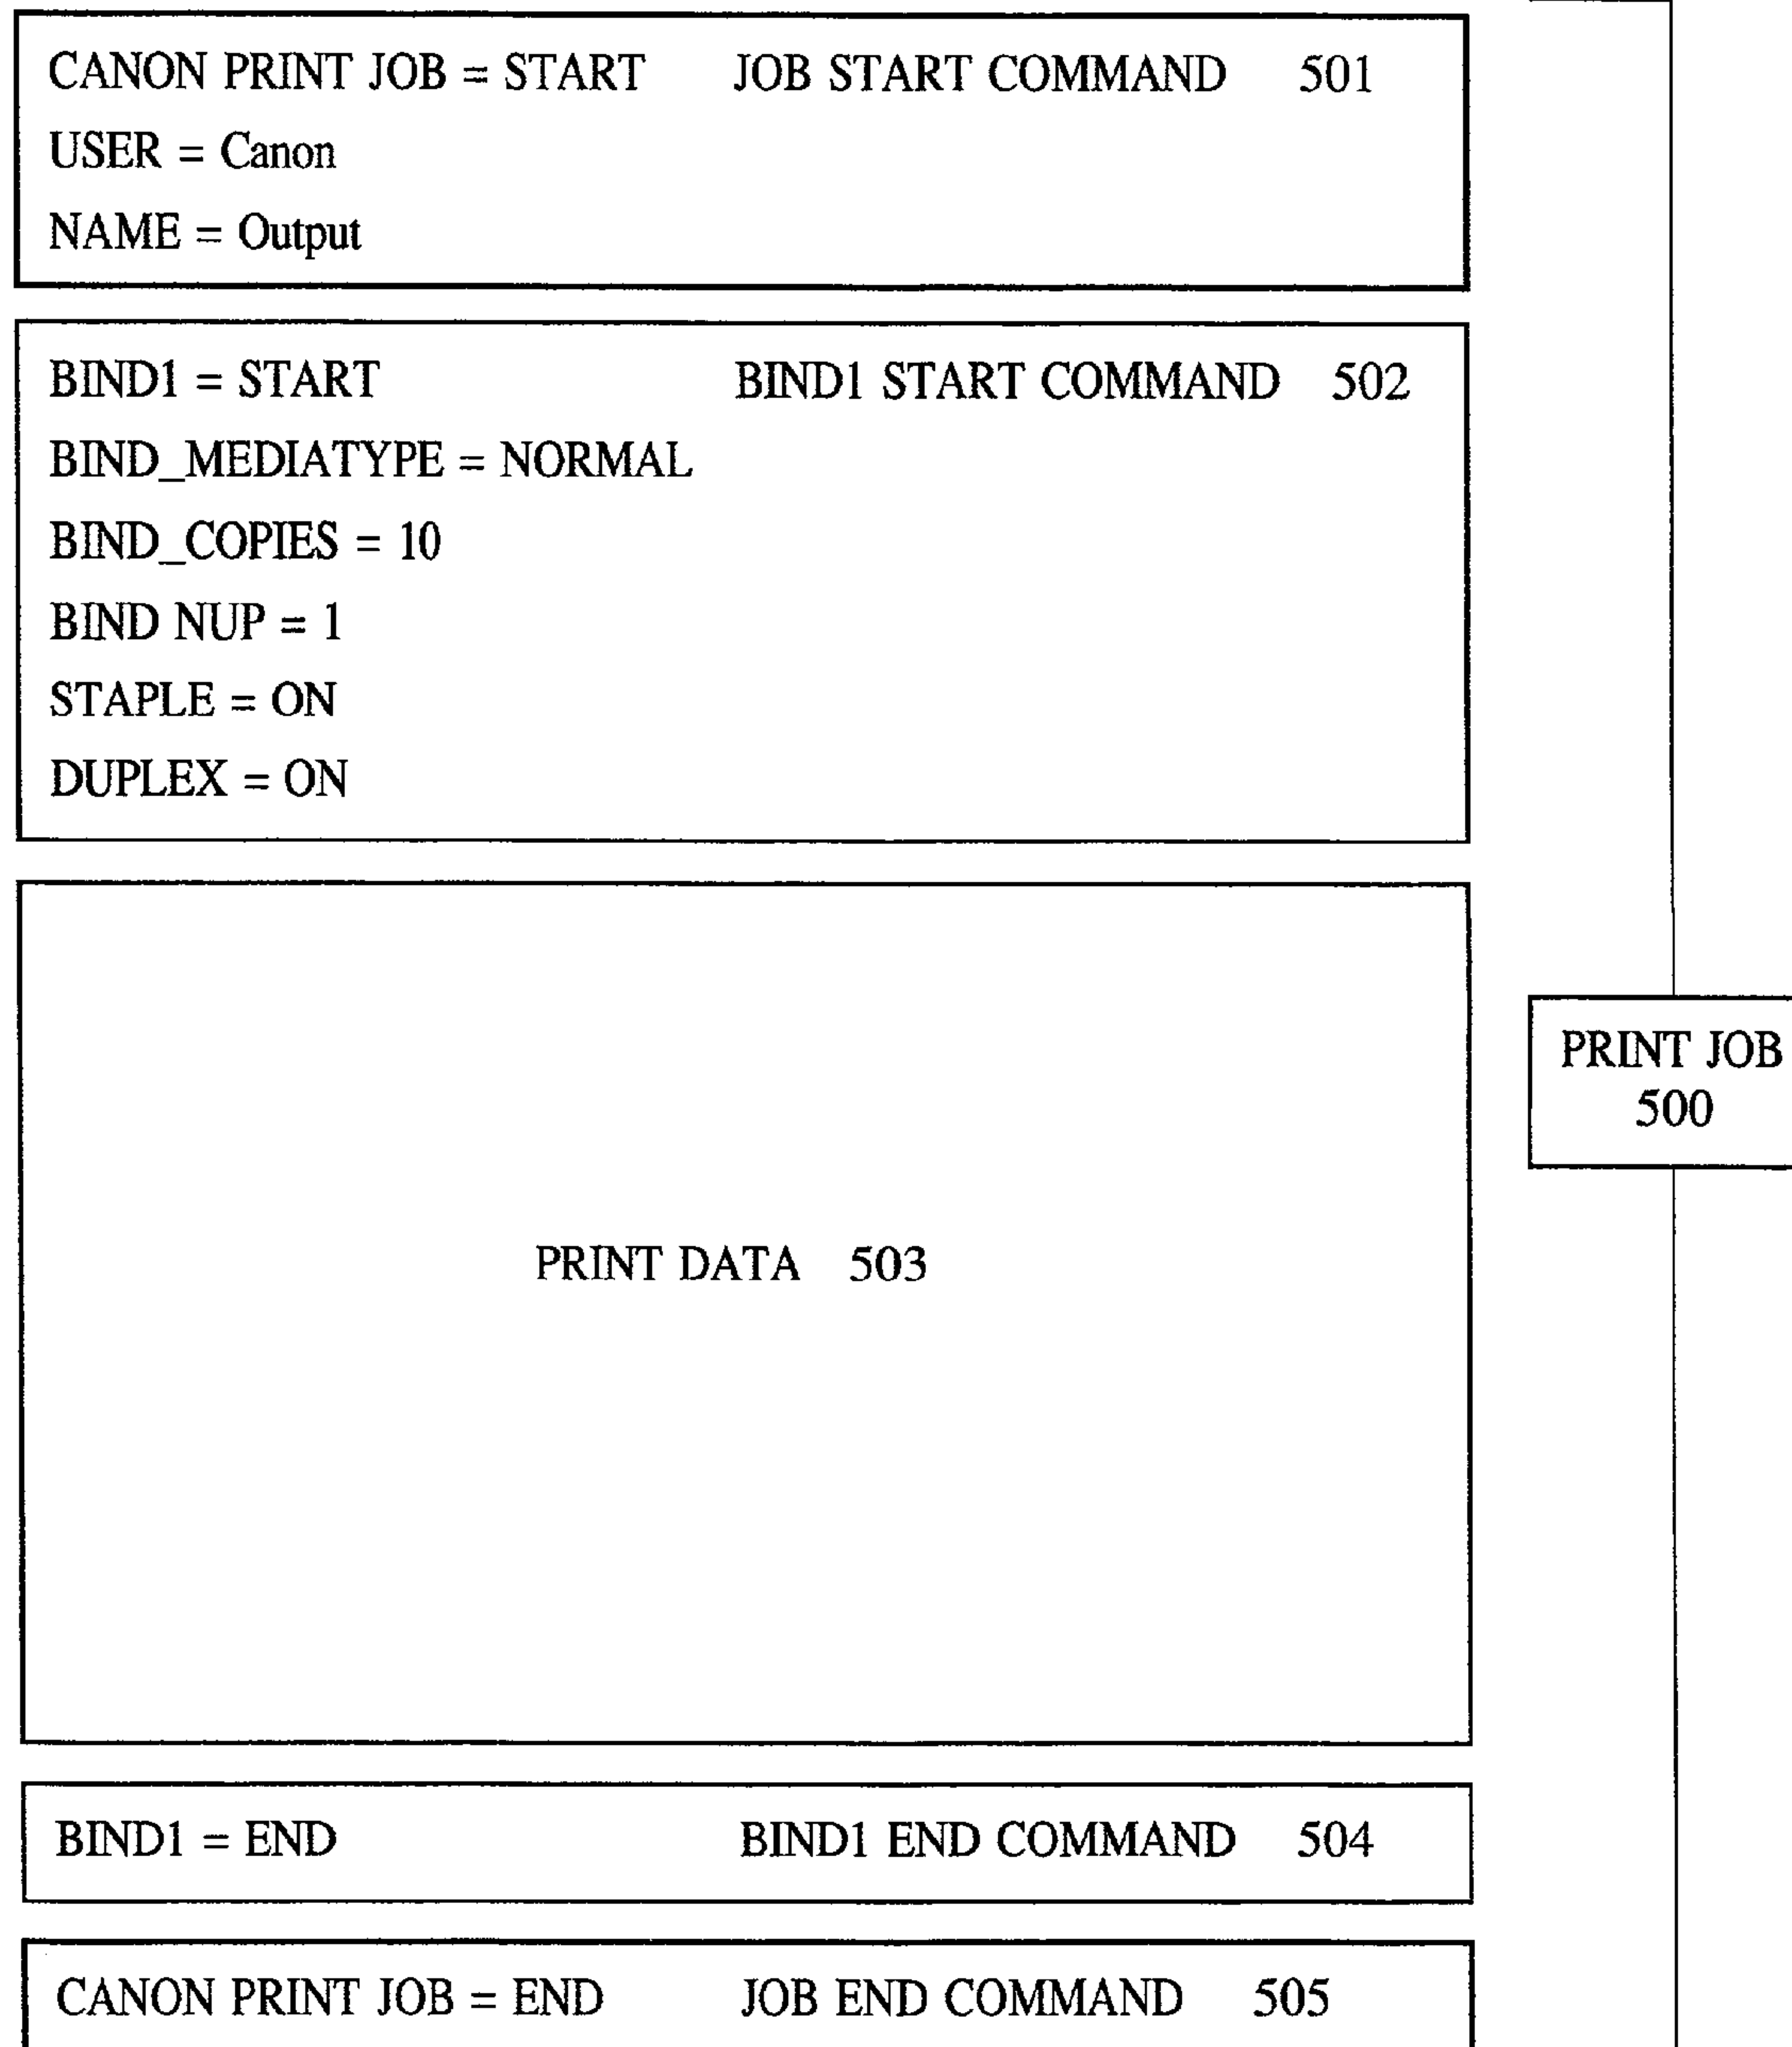 CANON PRINT JOB = START JOB START COMMAND 501
USER = Canon
NAME = Output
BIND1 = START BIND1 START COMMAND 502
BIND_MEDIATYPE = NORMAL
BIND_COPIES = 10
BIND NUP = 1
STAPLE = ON
DUPLEX = ON
PRINT JOB
500
PRINT DATA 503
BIND1 = END BIND1 END COMMAND 504
CANON PRINT JOB = END JOB END COMMAND 505